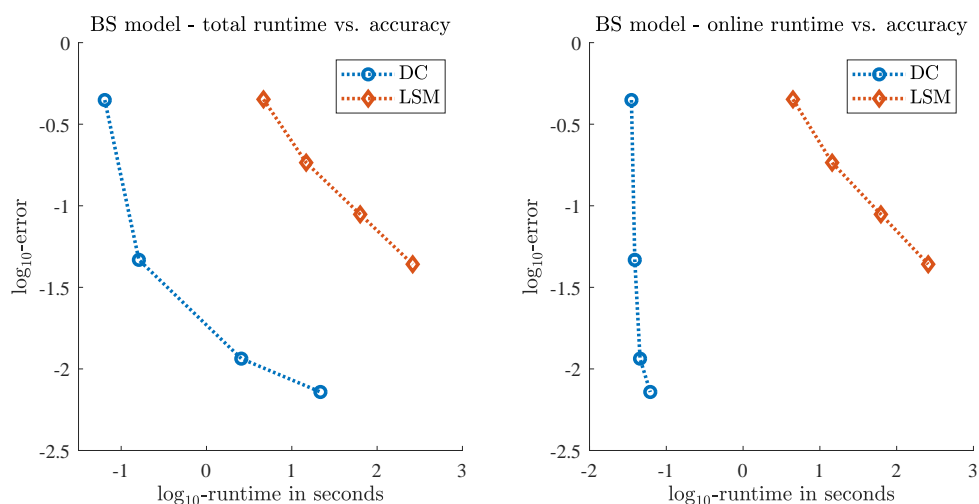 BS model - total runtime vs. accuracy
0
-0.5
-1
-1.5
-2
-2.5
log10-error
DC
LSM
-1
0
1
2
3
log10-runtime in seconds
BS model - online runtime vs. accuracy
0
-0.5
-1
-1.5
-2
-2.5
log10-error
DC
LSM
-2
-1
0
1
2
3
log10-runtime in seconds